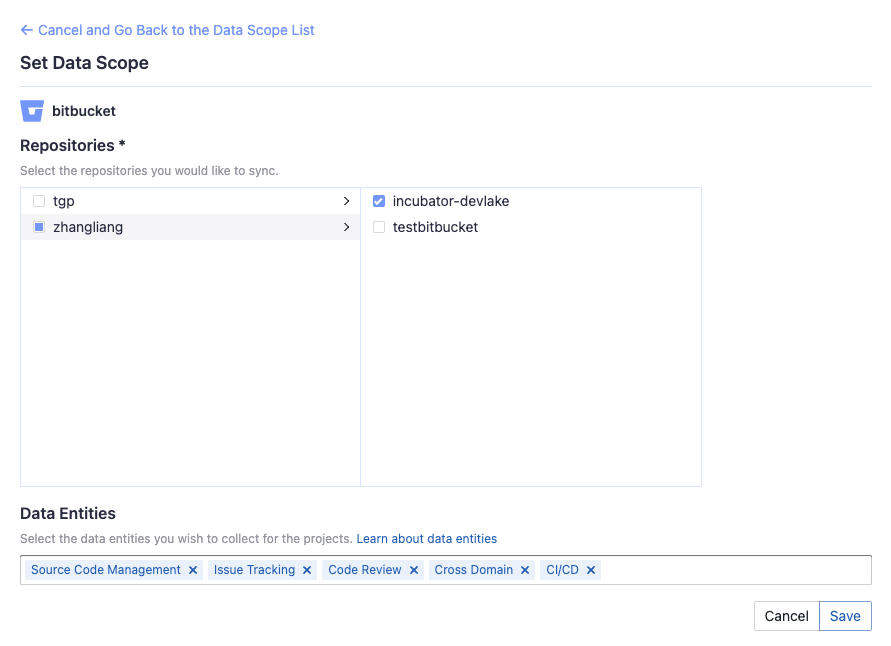 ← Cancel and Go Back to the Data Scope List
Set Data Scope
bitbucket
Repositories *
Select the repositories you would like to sync.
tgp
zhangliang
incubator-devlake
testbitbucket
Data Entities
Select the data entities you wish to collect for the projects. Learn about data entities
Source Code Management × Issue Tracking × Code Review × Cross Domain × CI/CD ×
Cancel Save